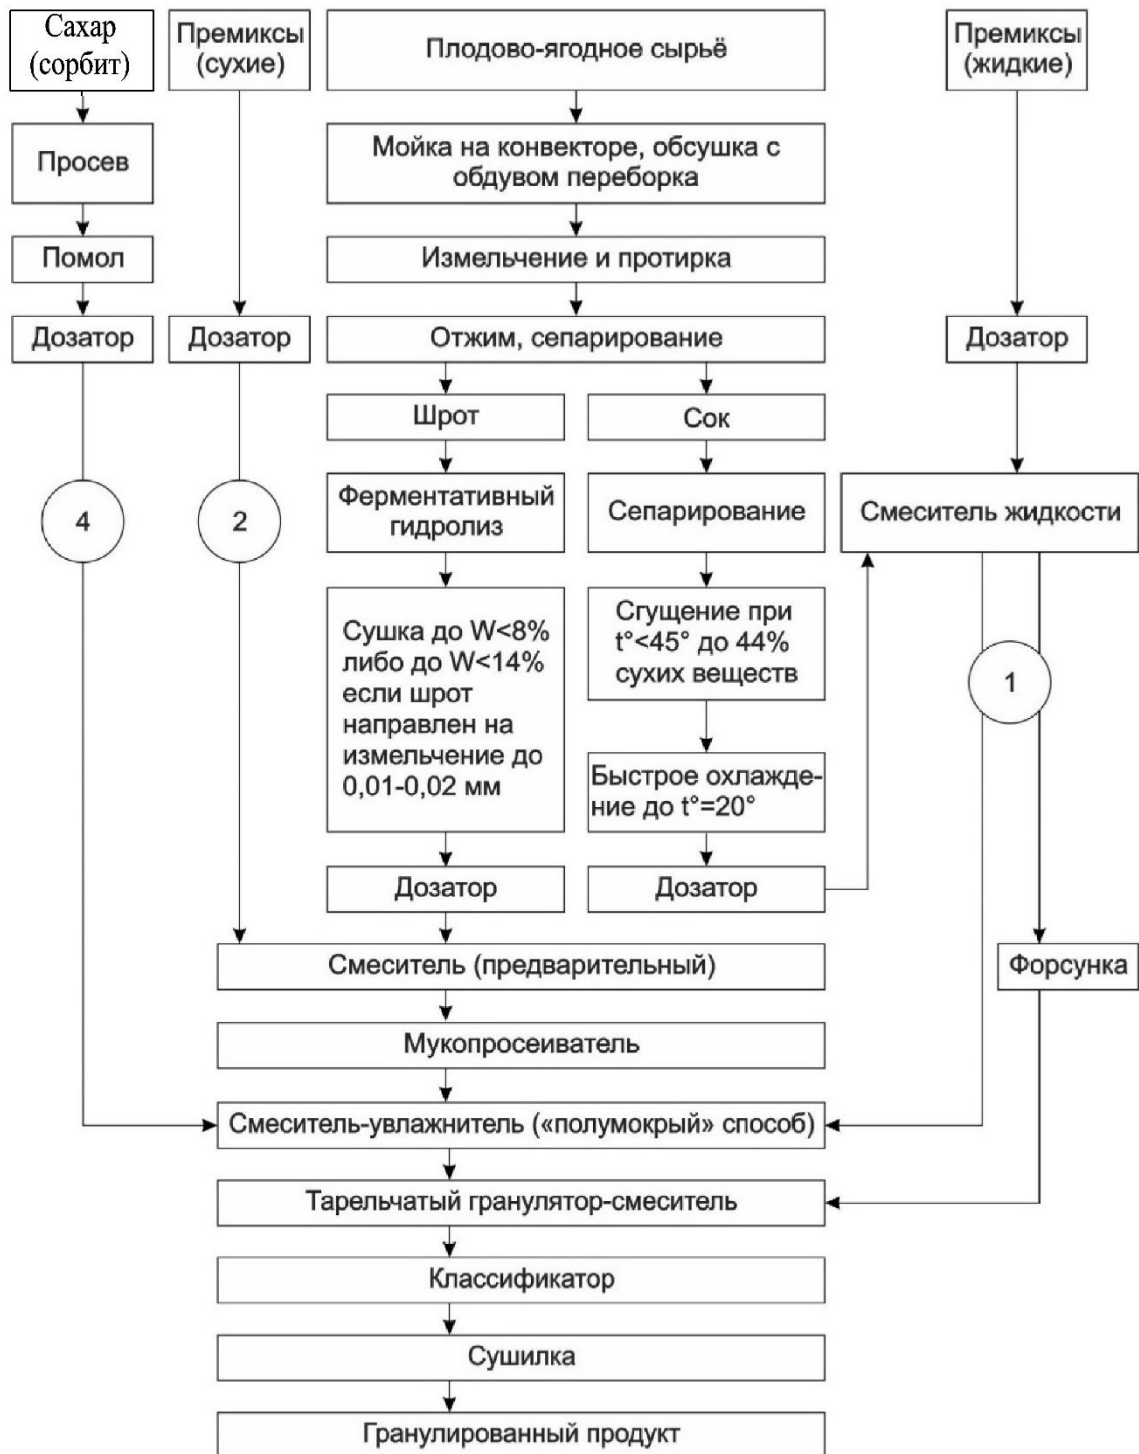 Сахар
(сорбит)
Премиксы
(сухие)
Плодово-ягодное сырьё
Премиксы
(жидкие)
Просев
Мойка на конвекторе, обсушка с
обдувом переборка
Помол
Измельчение и протирка
Дозатор
Дозатор
Отжим, сепарирование
Дозатор
Шрот
Сок
4
2
Ферментативный
гидролиз
Сепарирование
Смеситель жидкости
Сушка до W<8%
либо до W<14%
если шрот
направлен на
измельчение до
0,01-0,02 мм
Сгущение при
t°<45° до 44%
сухих веществ
1
Быстрое охлажде-
ние до t°=20°
Дозатор
Дозатор
Смеситель (предварительный)
Форсунка
Мукопросеиватель
Смеситель-увлажнитель («полумокрый» способ)
Тарельчатый гранулятор-смеситель
Классификатор
Сушилка
Гранулированный продукт